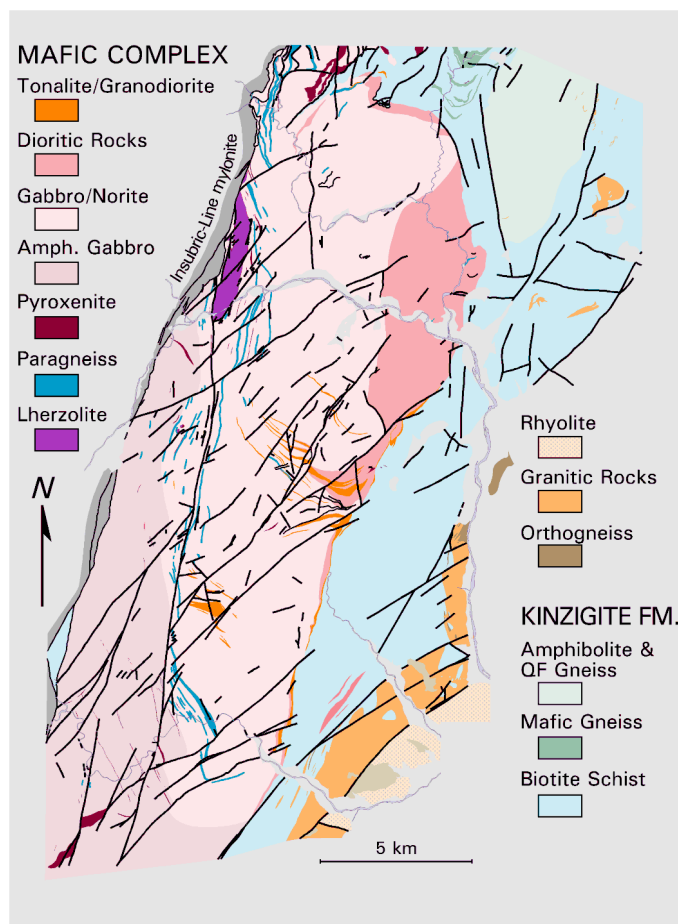 MAFIC COMPLEX
Tonalite/Granodiorite
Dioritic Rocks
Gabbro/Norite
Amph. Gabbro
Pyroxenite
Paragneiss
Lherzolite
Insubric-Line mylonite
N
Rhyolite
Granitic Rocks
Orthogneiss
KINZIGITE FM.
Amphibolite &
QF Gneiss
Mafic Gneiss
Biotite Schist
5 km